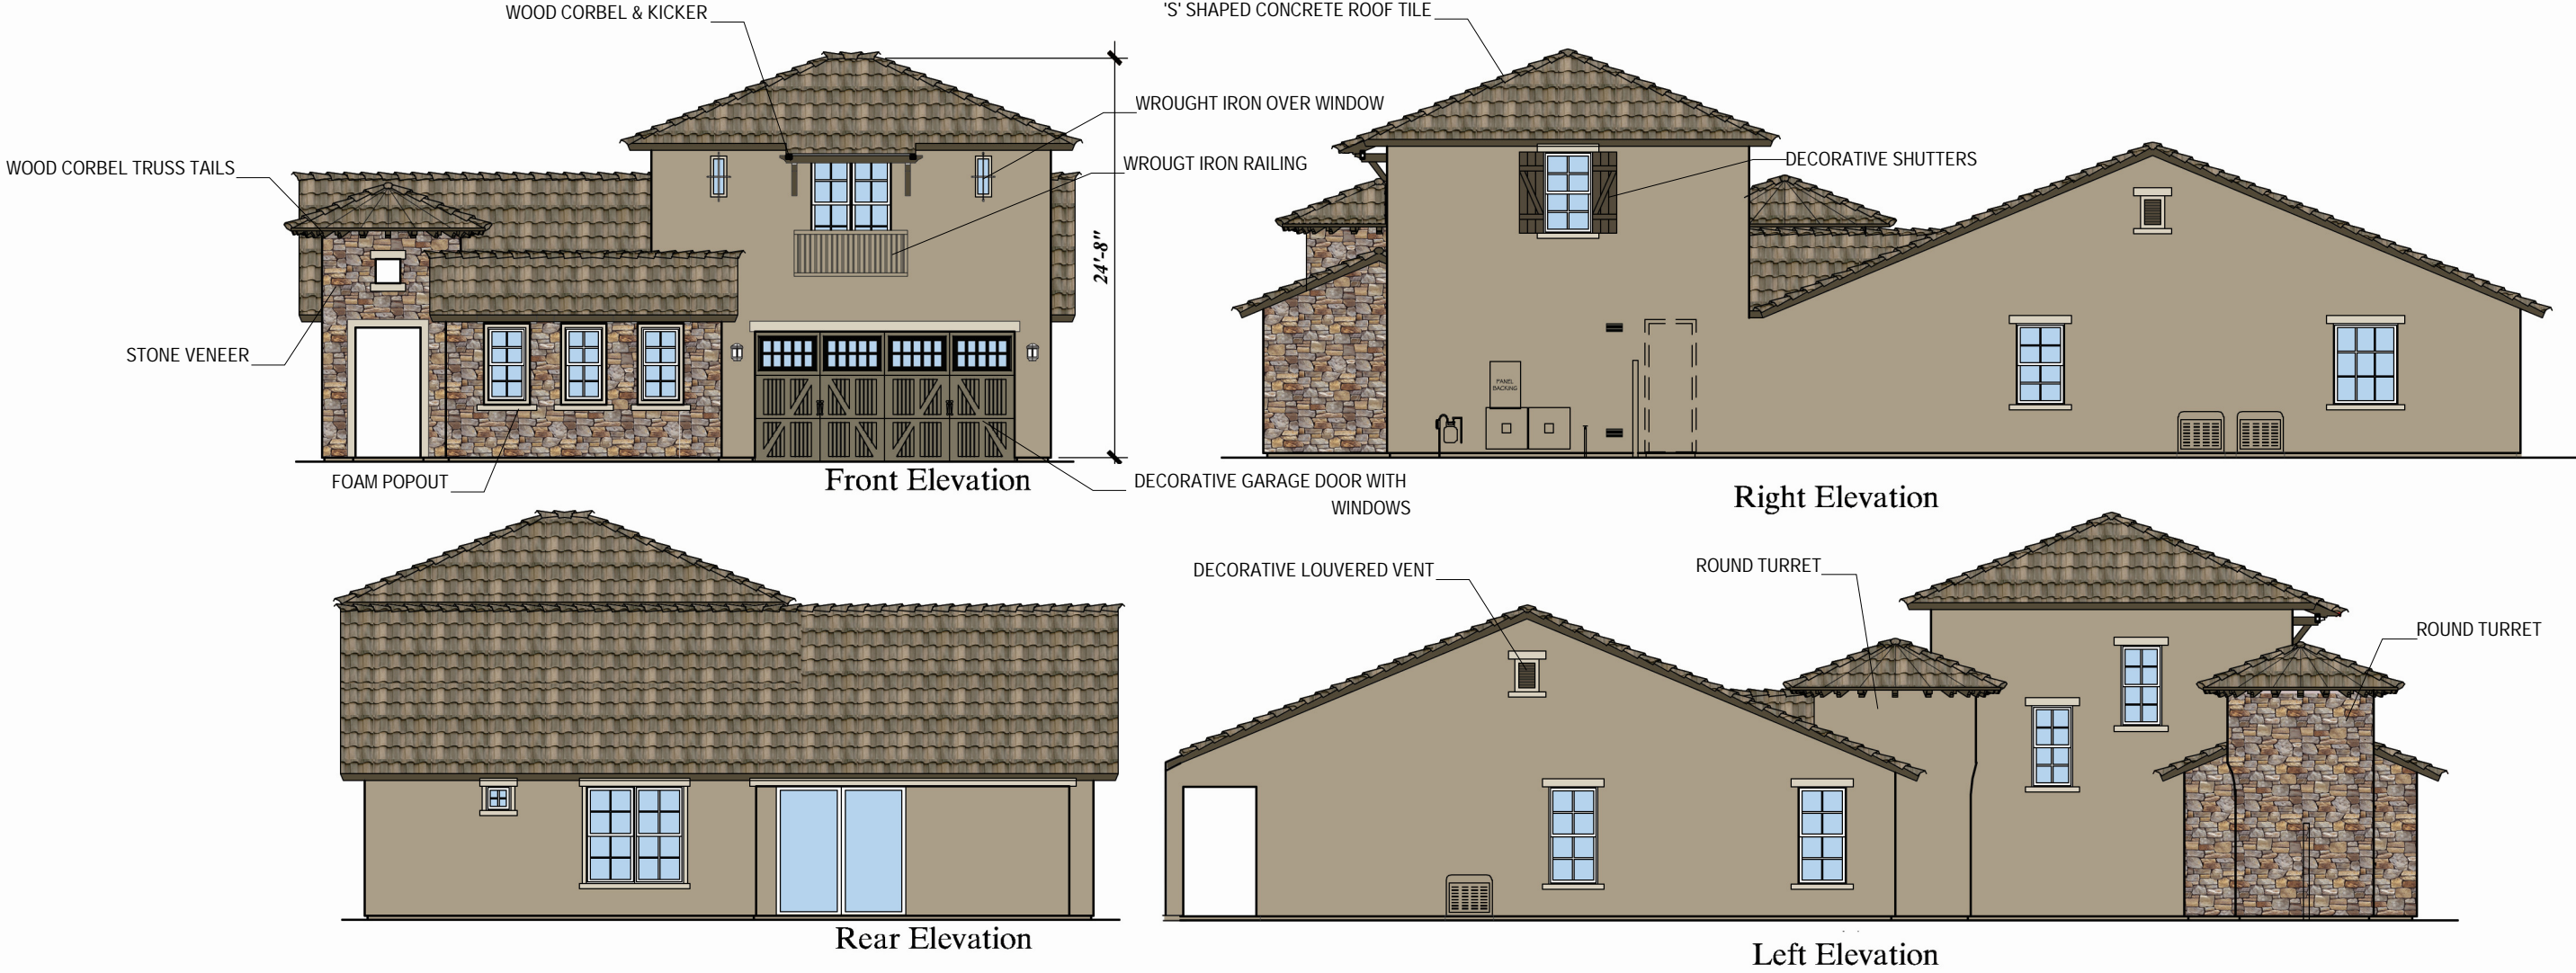 WOOD CORBEL & KICKER
'S' SHAPED CONCRETE ROOF TILE
WROUGHT IRON OVER WINDOW
WOOD CORBEL TRUSS TAILS
WROUGT IRON RAILING
DECORATIVE SHUTTERS
24'-8"
STONE VENEER
PANEL
BACKING
FOAM POPOUT
Front Elevation
DECORATIVE GARAGE DOOR WITH
WINDOWS
Right Elevation
DECORATIVE LOUVERED VENT
ROUND TURRET
ROUND TURRET
Rear Elevation
Left Elevation